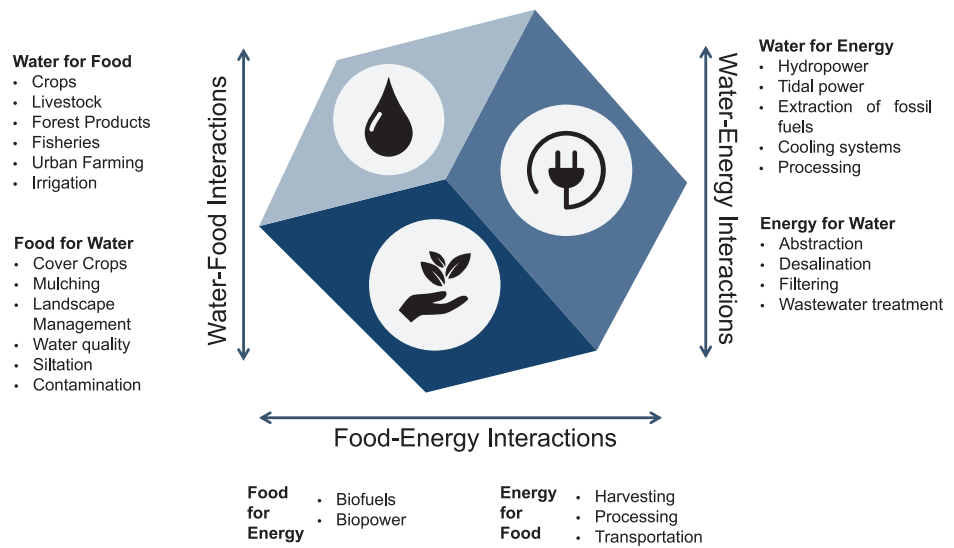 Water for Food
• Crops
• Livestock
• Forest Products
• Fisheries
• Urban Farming
• Irrigation
Food for Water
• Cover Crops
• Mulching
• Landscape
Management
• Water quality
• Siltation
• Contamination
Water-Food Interactions
Water-Energy Interactions
Water for Energy
• Hydropower
• Tidal power
• Extraction of fossil
fuels
• Cooling systems
• Processing
Energy for Water
• Abstraction
• Desalination
• Filtering
• Wastewater treatment
Food-Energy Interactions
Food
for
Energy
• Biofuels
• Biopower
Energy
for
Food
• Harvesting
• Processing
• Transportation